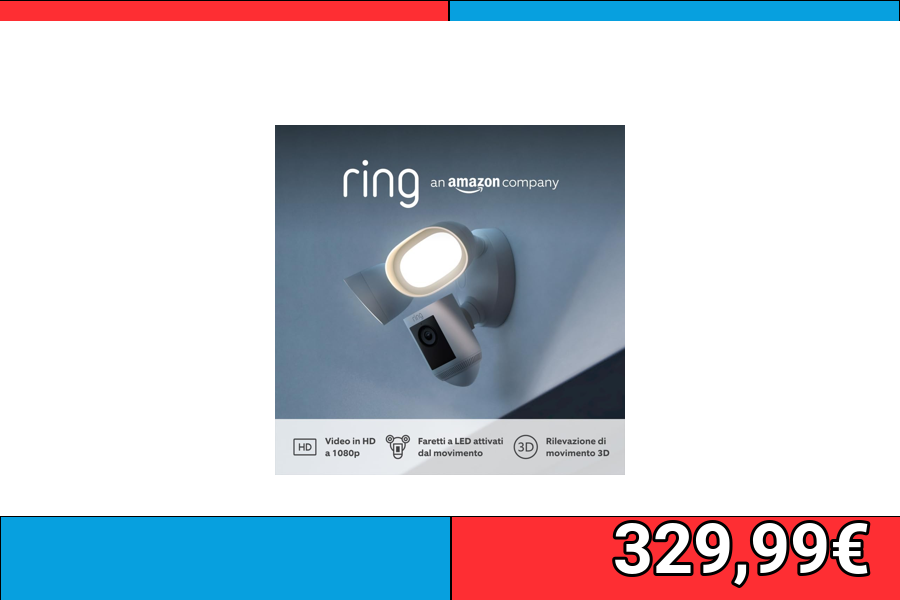 ring an amazon company
ring
HD
Video in HD
a 1080p
Faretti a LED attivati
dal movimento
3D
Rilevazione di
movimento 3D
329,99€